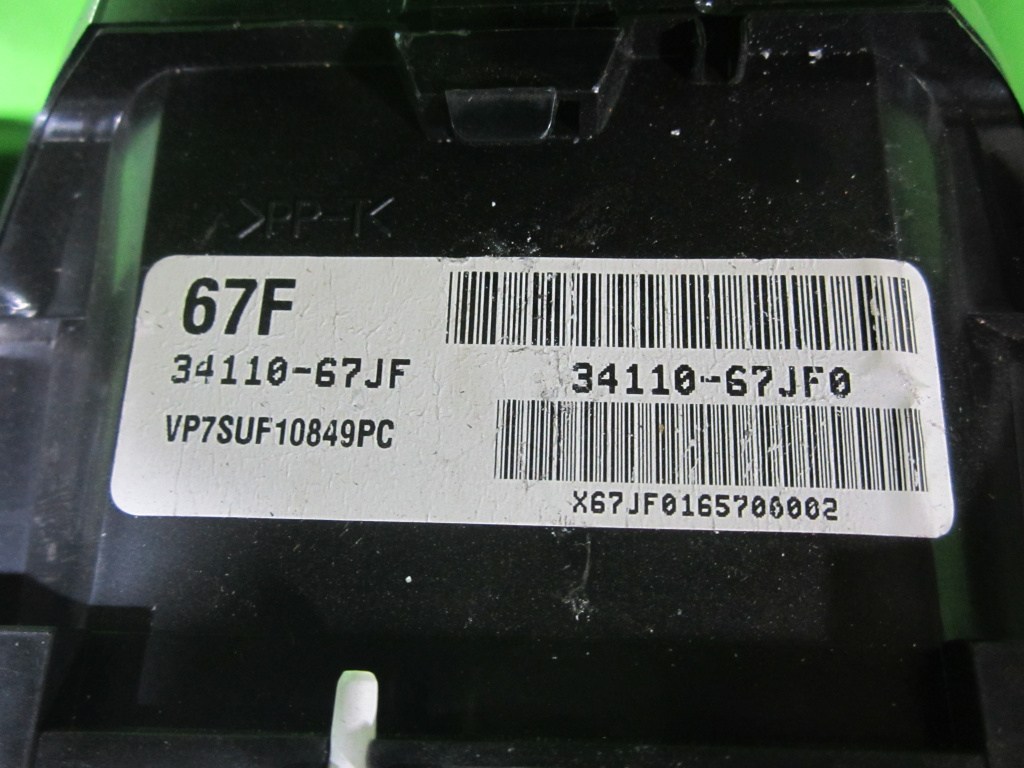 >PP-T<
67F
34110-67JF
VP7SUF10849PC
34110-67JF0
X67JF0165700002